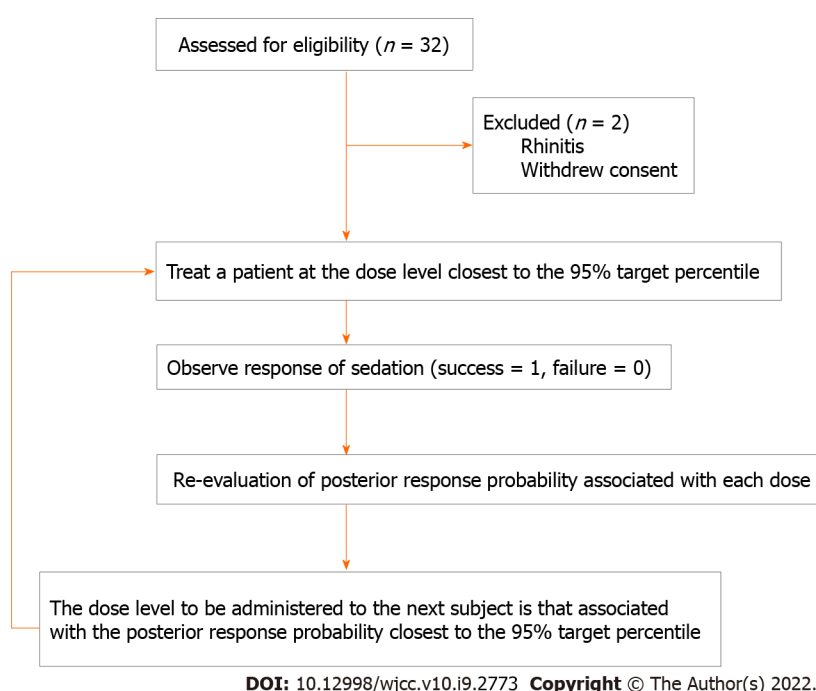 Assessed for eligibility (n = 32)
Excluded (n = 2)
Rhinitis
Withdrew consent
Treat a patient at the dose level closest to the 95% target percentile
Observe response of sedation (success = 1, failure = 0)
Re-evaluation of posterior response probability associated with each dose
The dose level to be administered to the next subject is that associated
with the posterior response probability closest to the 95% target percentile
DOI: 10.12998/wjcc.v10.i9.2773 Copyright © The Author(s) 2022.